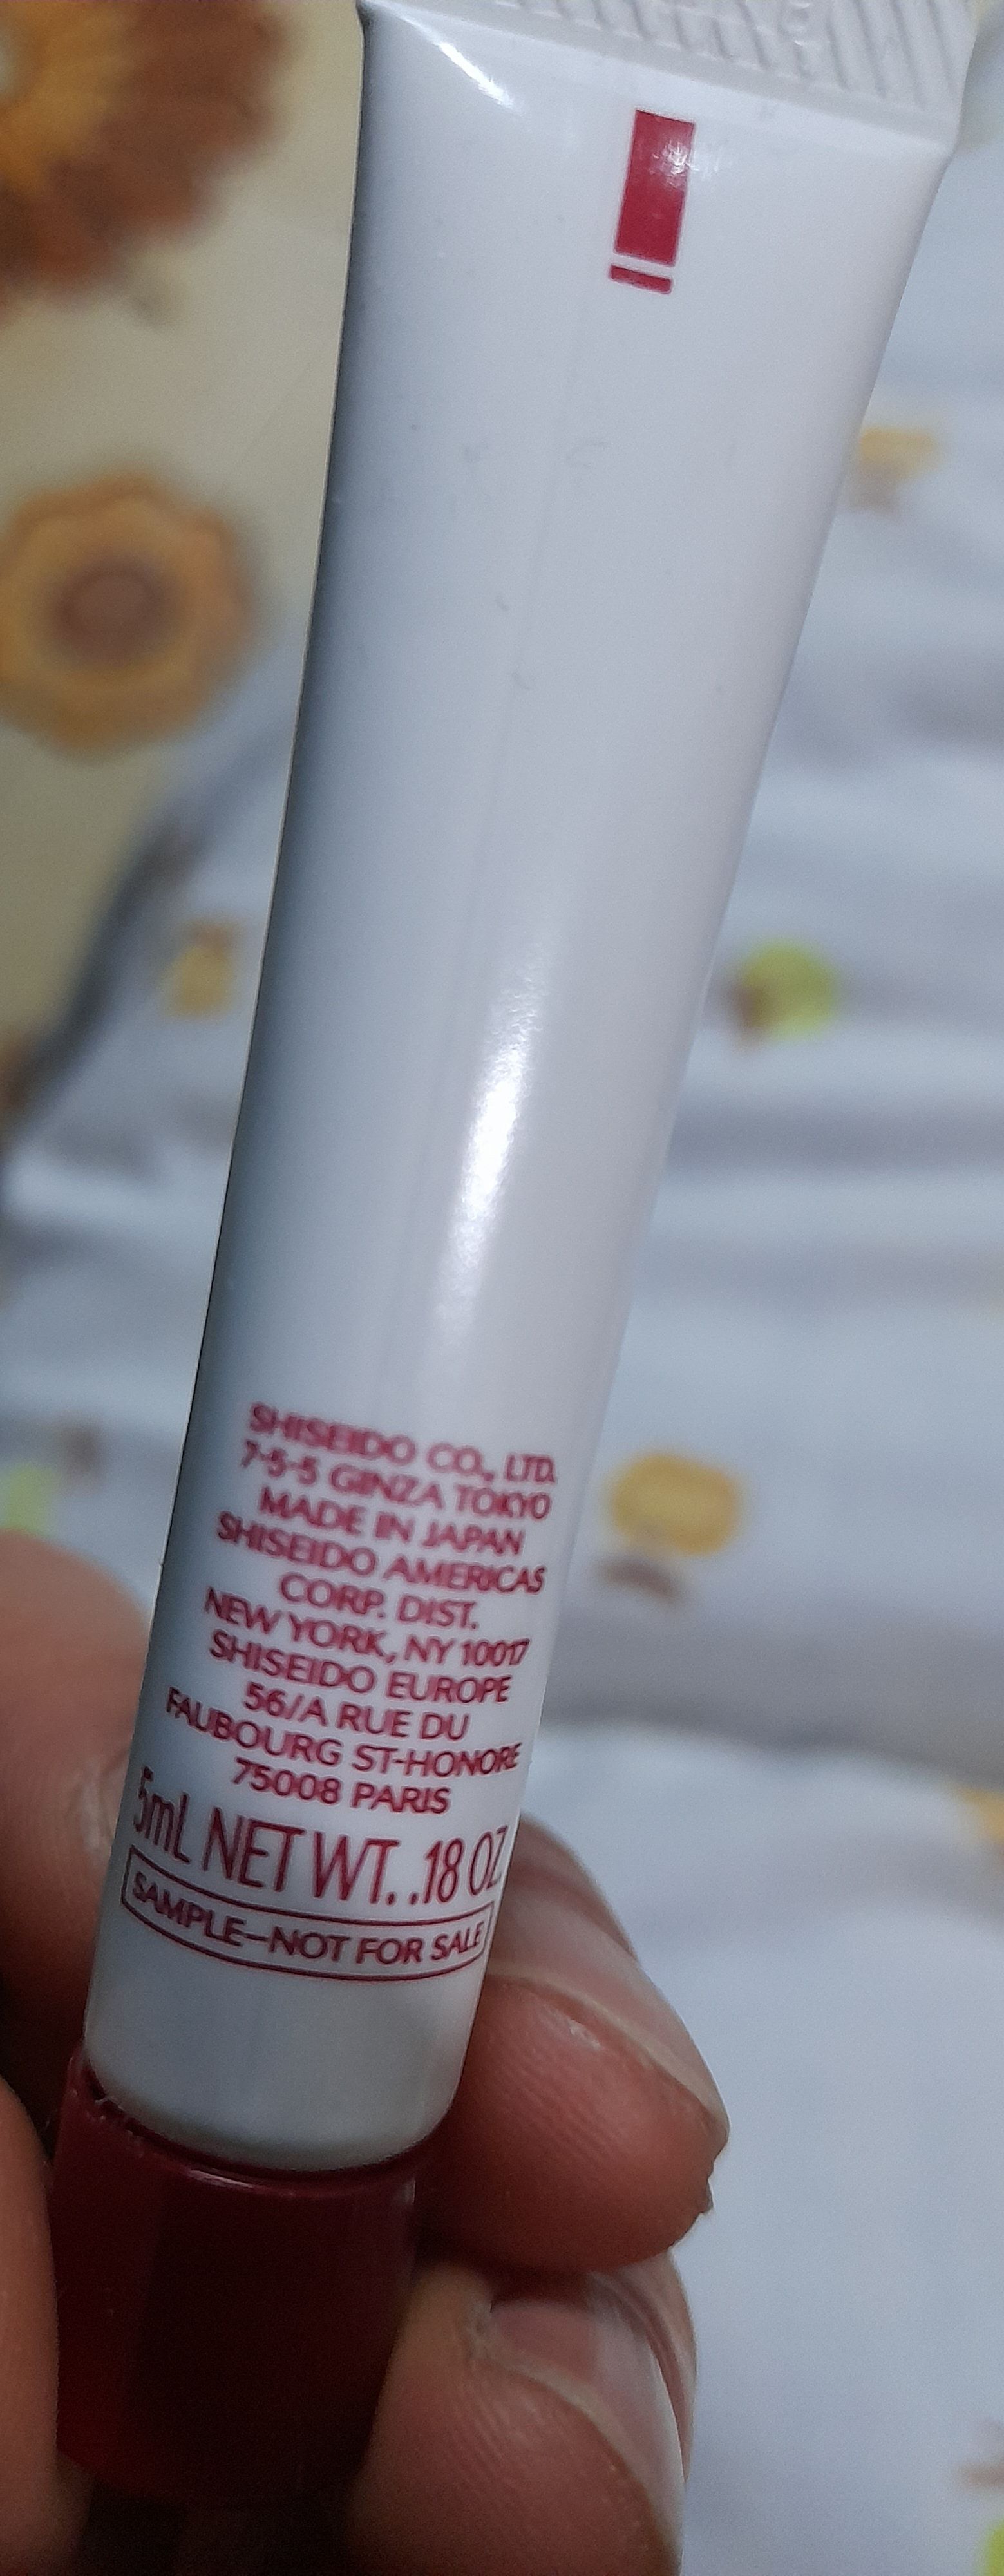 SHISEIDO CO., LTD.
7-5-5 GINZA TOKYO
MADE IN JAPAN
SHISEIDO AMERICAS
CORP. DIST.
NEW YORK, NY 10017
SHISEIDO EUROPE
56/A RUE DU
FAUBOURG ST-HONORE
75008 PARIS
5mL NET WT. .18 OZ.
SAMPLE-NOT FOR SALE